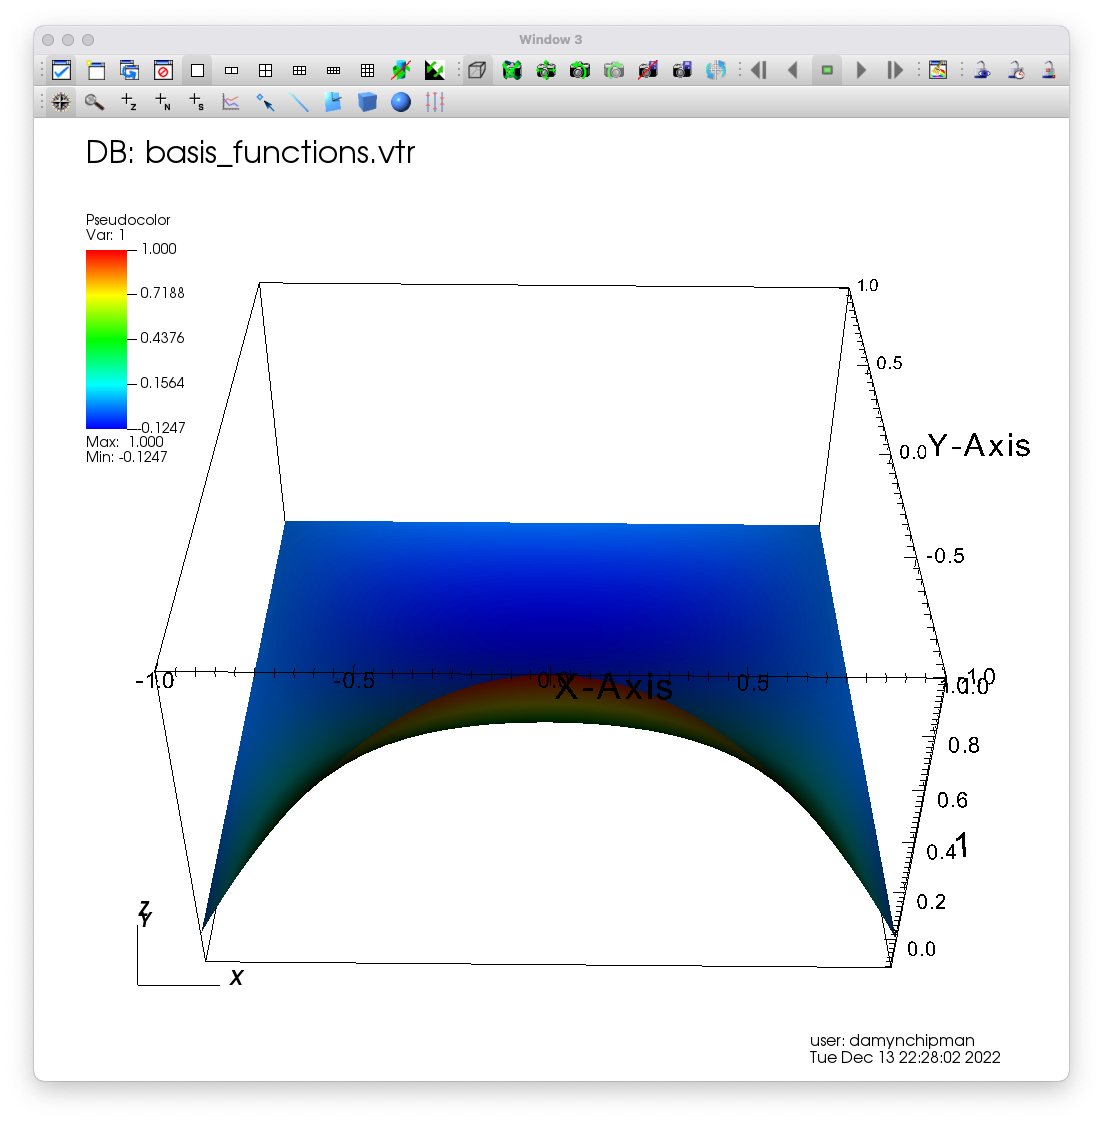 Window 3
DB: basis_functions.vtr
Pseudocolor
Var: 1
1.000
0.7188
0.4376
0.1564
-0.1247
Max: 1.000
Min: -0.1247
1.0
0.5
0.0
Y-Axis
-0.5
-1.0
-1.0
-0.5
0.0
X-Axis
0.5
1.0
1.0
0.8
0.6
0.4
1
0.2
0.0
Z
Y
X
user: damynchipman
Tue Dec 13 22:28:02 2022